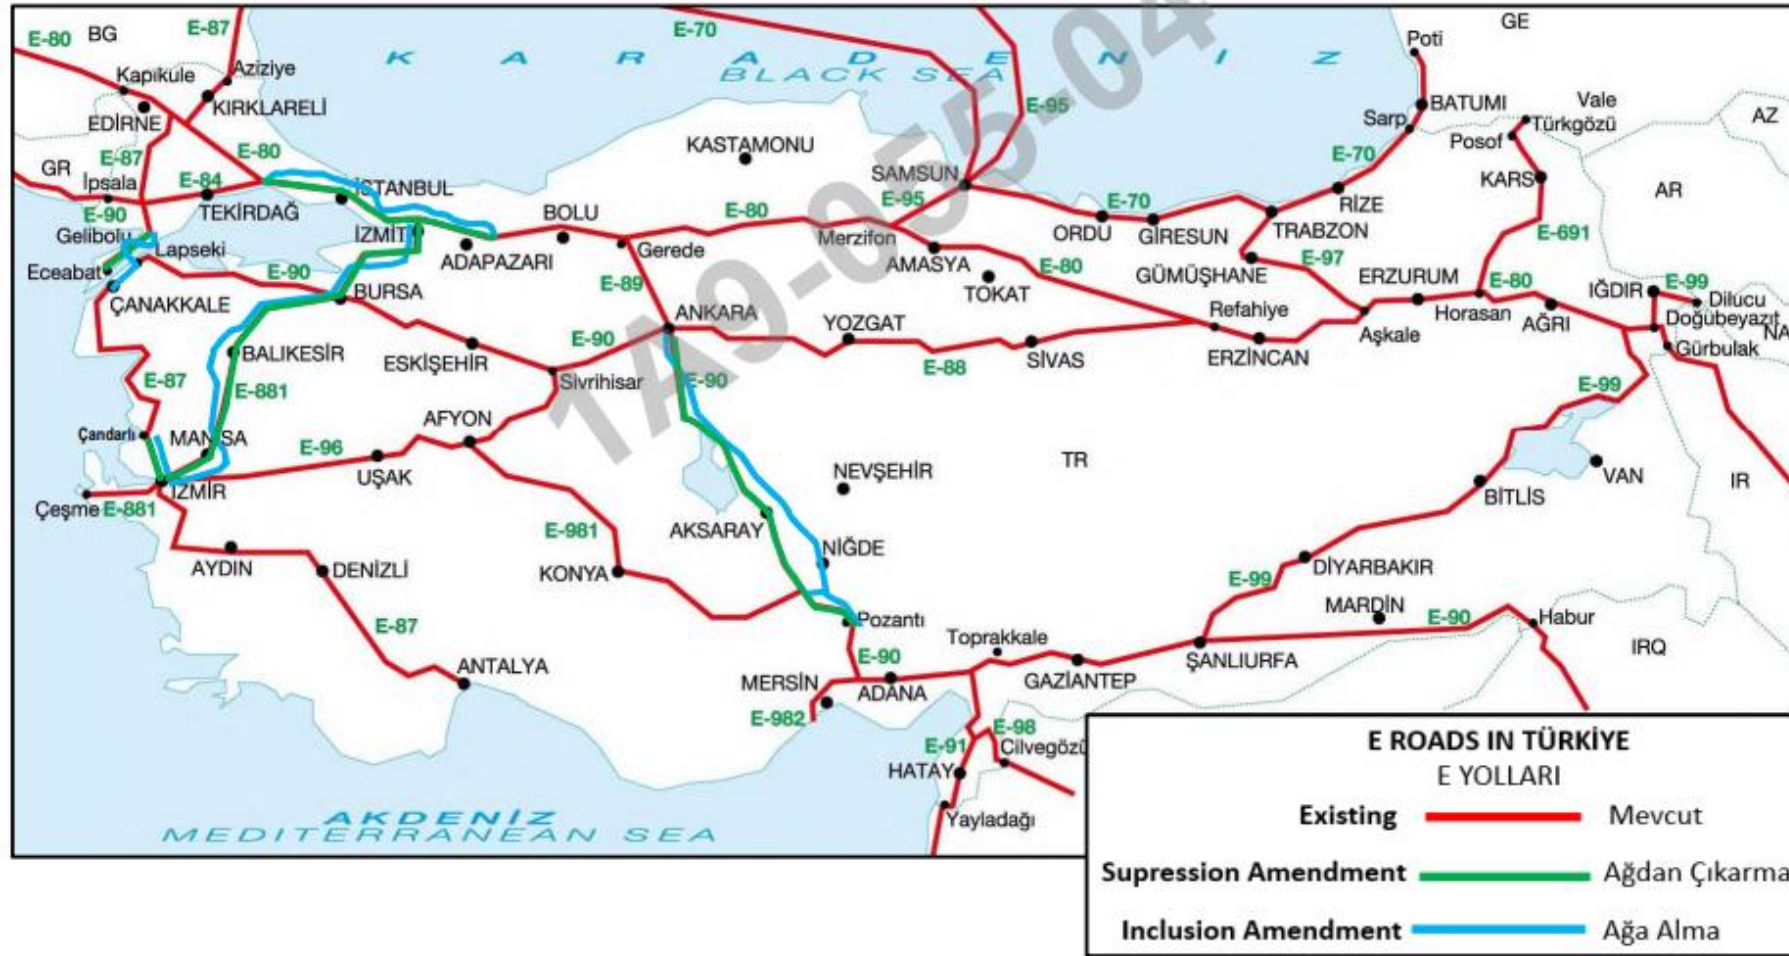 E-80
BG
E-87
E-70
GE
Kapıkule
Aziziye
K A R A D E N İ Z
BLACK SEA
Poti
EDİRNE
KIRKLARELİ
E-95
BATUMI
Vale
AZ
Sarp
Türkgözü
Posof
GR
E-87
E-80
KASTAMONU
SAMSUN
E-70
KARS
AR
İpsala
E-84
İSTANBUL
TEKİRDAĞ
E-90
Gelibolu
Lapseki
İZMİT
BOLU
E-80
E-95
E-70
RİZE
Eceabat
ADAPAZARI
Gerede
Merzifon
ORDU
GİRESUN
TRABZON
E-691
ÇANAKKALE
E-90
BURSA
E-89
AMASYA
E-80
TOKAT
GÜMÜŞHANE
E-97
ERZURUM
E-80
IĞDIR
E-99
Dilucu
ANKARA
YOZGAT
Refahiye
Horasan
AĞRI
Doğubeyazıt
NA
BALIKESİR
ESKİŞEHİR
E-90
SİVAS
ERZİNCAN
Aşkale
Gürbulak
E-87
E-881
Sivrihisar
E-90
E-88
E-99
AFYON
Çandarlı
MANİSA
E-96
UŞAK
NEVŞEHİR
TR
VAN
IR
İZMİR
Çeşme
E-881
BİTLİS
E-981
AKSARAY
NİĞDE
AYDIN
DENİZLİ
KONYA
E-99
DİYARBAKIR
MARDİN
E-90
Habur
E-87
Pozantı
Toprakkale
IRQ
ANTALYA
E-90
ŞANLIURFA
MERSİN
ADANA
GAZİANTEP
E-982
E-98
E-91
Cilvegözü
HATAY
Yayladağı
AKDENİZ
MEDITERRANEAN SEA
1A9-055-04
E ROADS IN TÜRKİYE
E YOLLARI
Existing Mevcut
Supression Amendment Ağdan Çıkarma
Inclusion Amendment Ağa Alma